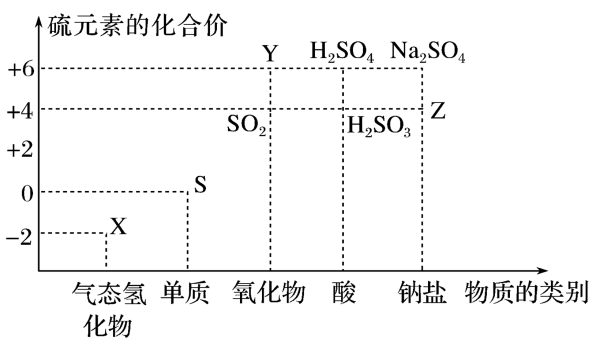 硫元素的化合价
+6 Y H₂SO₄ Na₂SO₄
+4 SO₂ H₂SO₃ Z
+2
0 S
−2 X
气态氢 单质 氧化物 酸 钠盐 物质的类别
化物